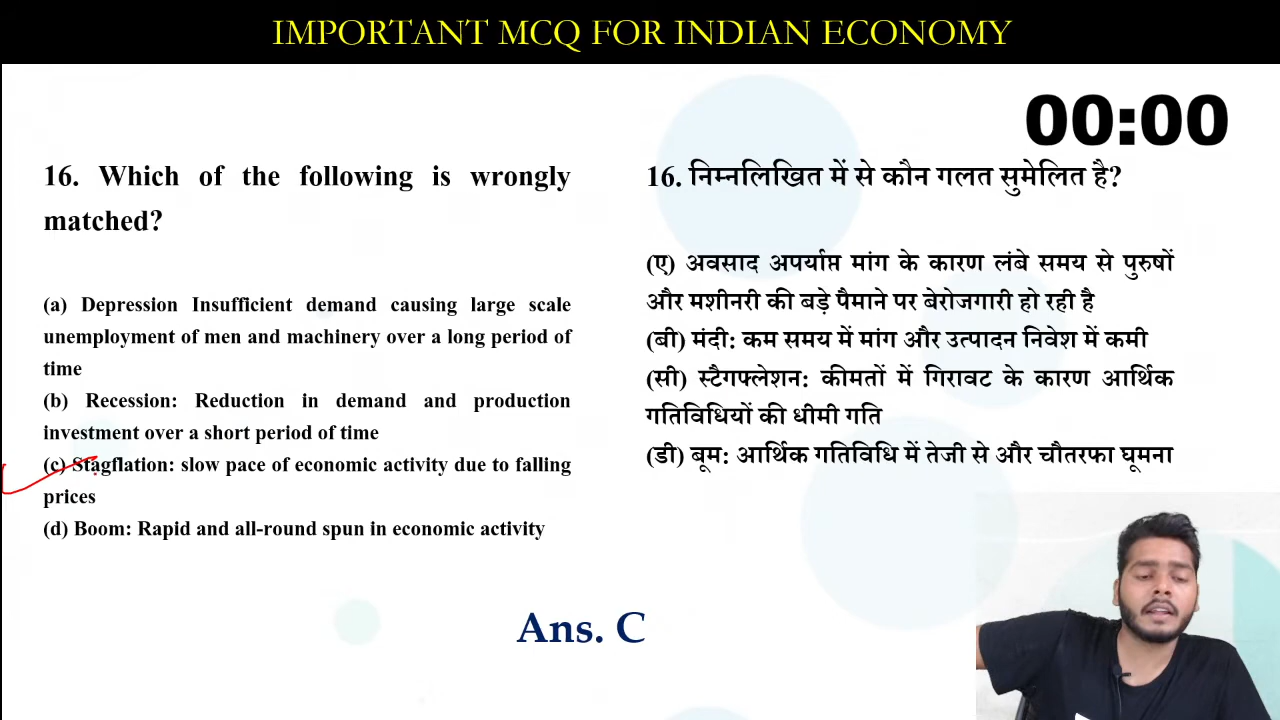 IMPORTANT MCQ FOR INDIAN ECONOMY
00:00
16. Which of the following is wrongly
matched?
(a) Depression Insufficient demand causing large scale
unemployment of men and machinery over a long period of
time
(b) Recession: Reduction in demand and production
investment over a short period of time
(c) Stagflation: slow pace of economic activity due to falling
prices
(d) Boom: Rapid and all-round spun in economic activity
16. निम्नलिखित में से कौन गलत सुमेलित है?
(ए) अवसाद अपर्याप्त मांग के कारण लंबे समय से पुरुषों
और मशीनरी की बड़े पैमाने पर बेरोजगारी हो रही है
(बी) मंदी: कम समय में मांग और उत्पादन निवेश में कमी
(सी) स्टैगफ्लेशन: कीमतों में गिरावट के कारण आर्थिक
गतिविधियों की धीमी गति
(डी) बूम: आर्थिक गतिविधि में तेजी से और चौतरफा घूमना
Ans. C